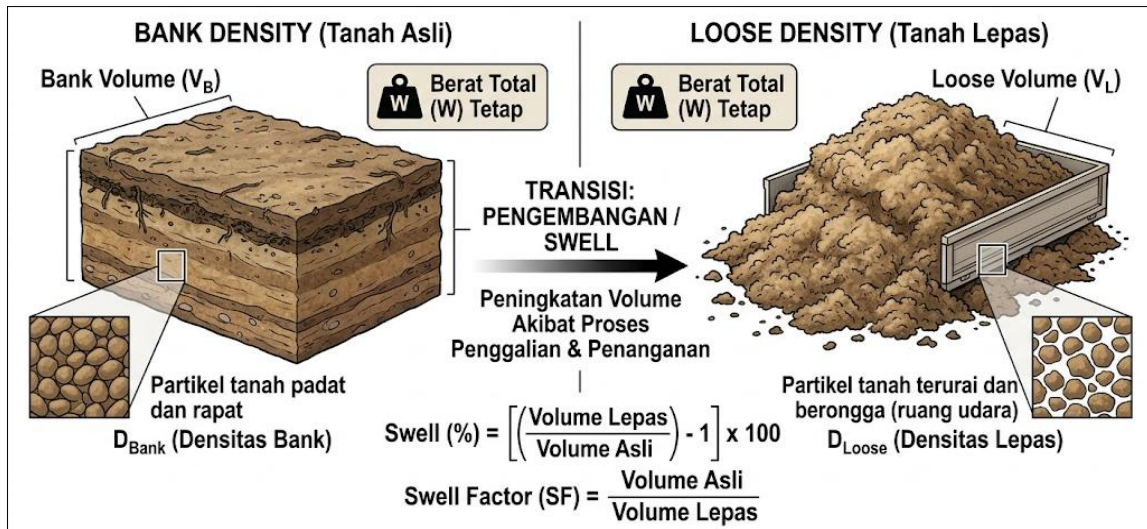 BANK DENSITY (Tanah Asli)
Bank Volume (V_B)
W
Berat Total
(W) Tetap
LOOSE DENSITY (Tanah Lepas)
W
Berat Total
(W) Tetap
Loose Volume (V_L)
TRANSISI:
PENGEMBANGAN /
SWELL
Peningkatan Volume
Akibat Proses
Penggalian & Penanganan
Partikel tanah padat
dan rapat
D_Bank (Densitas Bank)
Partikel tanah terurai dan
berongga (ruang udara)
D_Loose (Densitas Lepas)
Swell (%) = [(Volume Lepas / Volume Asli) - 1] x 100
Swell Factor (SF) = Volume Asli / Volume Lepas